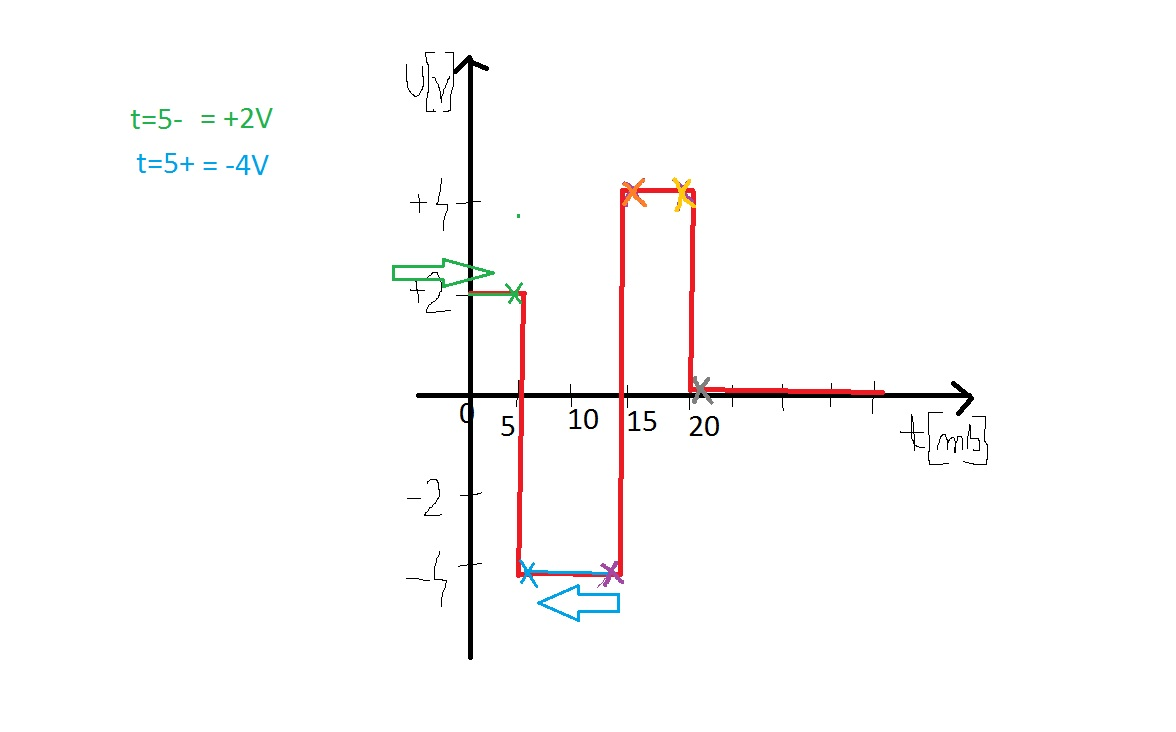 U[V]
t=5- = +2V
t=5+ = -4V
+4
+2
0
5
10
15
20
t[ms]
-2
-4